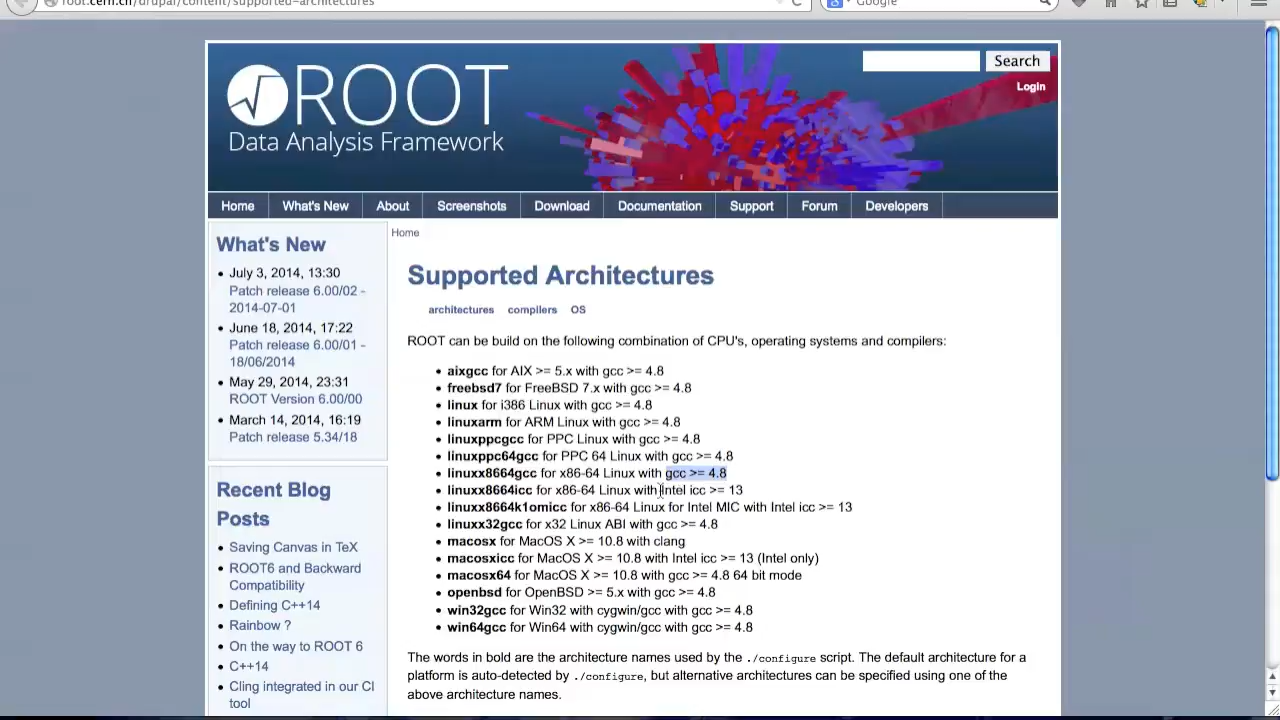 root.cern.ch/drupal/content/supported-architectures
Google
ROOT
Data Analysis Framework
Search
Login
Home
What's New
About
Screenshots
Download
Documentation
Support
Forum
Developers
What's New
July 3, 2014, 13:30
Patch release 6.00/02 -
2014-07-01
June 18, 2014, 17:22
Patch release 6.00/01 -
18/06/2014
May 29, 2014, 23:31
ROOT Version 6.00/00
March 14, 2014, 16:19
Patch release 5.34/18
Recent Blog
Posts
Saving Canvas in TeX
ROOT6 and Backward
Compatibility
Defining C++14
Rainbow ?
On the way to ROOT 6
C++14
Cling integrated in our CI
tool
Home
Supported Architectures
architectures compilers OS
ROOT can be build on the following combination of CPU's, operating systems and compilers:
aixgcc for AIX >= 5.x with gcc >= 4.8
freebsd7 for FreeBSD 7.x with gcc >= 4.8
linux for i386 Linux with gcc >= 4.8
linuxarm for ARM Linux with gcc >= 4.8
linuxppcgcc for PPC Linux with gcc >= 4.8
linuxppc64gcc for PPC 64 Linux with gcc >= 4.8
linuxx8664gcc for x86-64 Linux with gcc >= 4.8
linuxx8664icc for x86-64 Linux with Intel icc >= 13
linuxx8664k1omicc for x86-64 Linux for Intel MIC with Intel icc >= 13
linuxx32gcc for x32 Linux ABI with gcc >= 4.8
macosx for MacOS X >= 10.8 with clang
macosxicc for MacOS X >= 10.8 with Intel icc >= 13 (Intel only)
macosx64 for MacOS X >= 10.8 with gcc >= 4.8 64 bit mode
openbsd for OpenBSD >= 5.x with gcc >= 4.8
win32gcc for Win32 with cygwin/gcc with gcc >= 4.8
win64gcc for Win64 with cygwin/gcc with gcc >= 4.8
The words in bold are the architecture names used by the ./configure script. The default architecture for a
platform is auto-detected by ./configure, but alternative architectures can be specified using one of the
above architecture names.